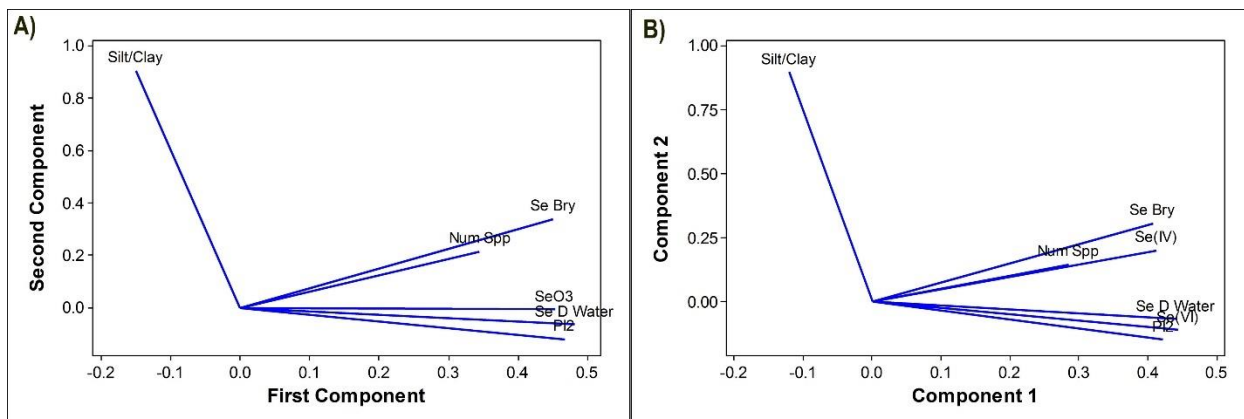 A)
Second Component
1.0
0.8
0.6
0.4
0.2
0.0
Silt/Clay
Se Bry
Num Spp
SeO3
Se D Water
PI2
-0.2 -0.1 0.0 0.1 0.2 0.3 0.4 0.5
First Component
B)
Component 2
1.00
0.75
0.50
0.25
0.00
Silt/Clay
Se Bry
Se(IV)
Num Spp
Se D Water
Se(VI)
PI2
-0.2 -0.1 0.0 0.1 0.2 0.3 0.4 0.5
Component 1